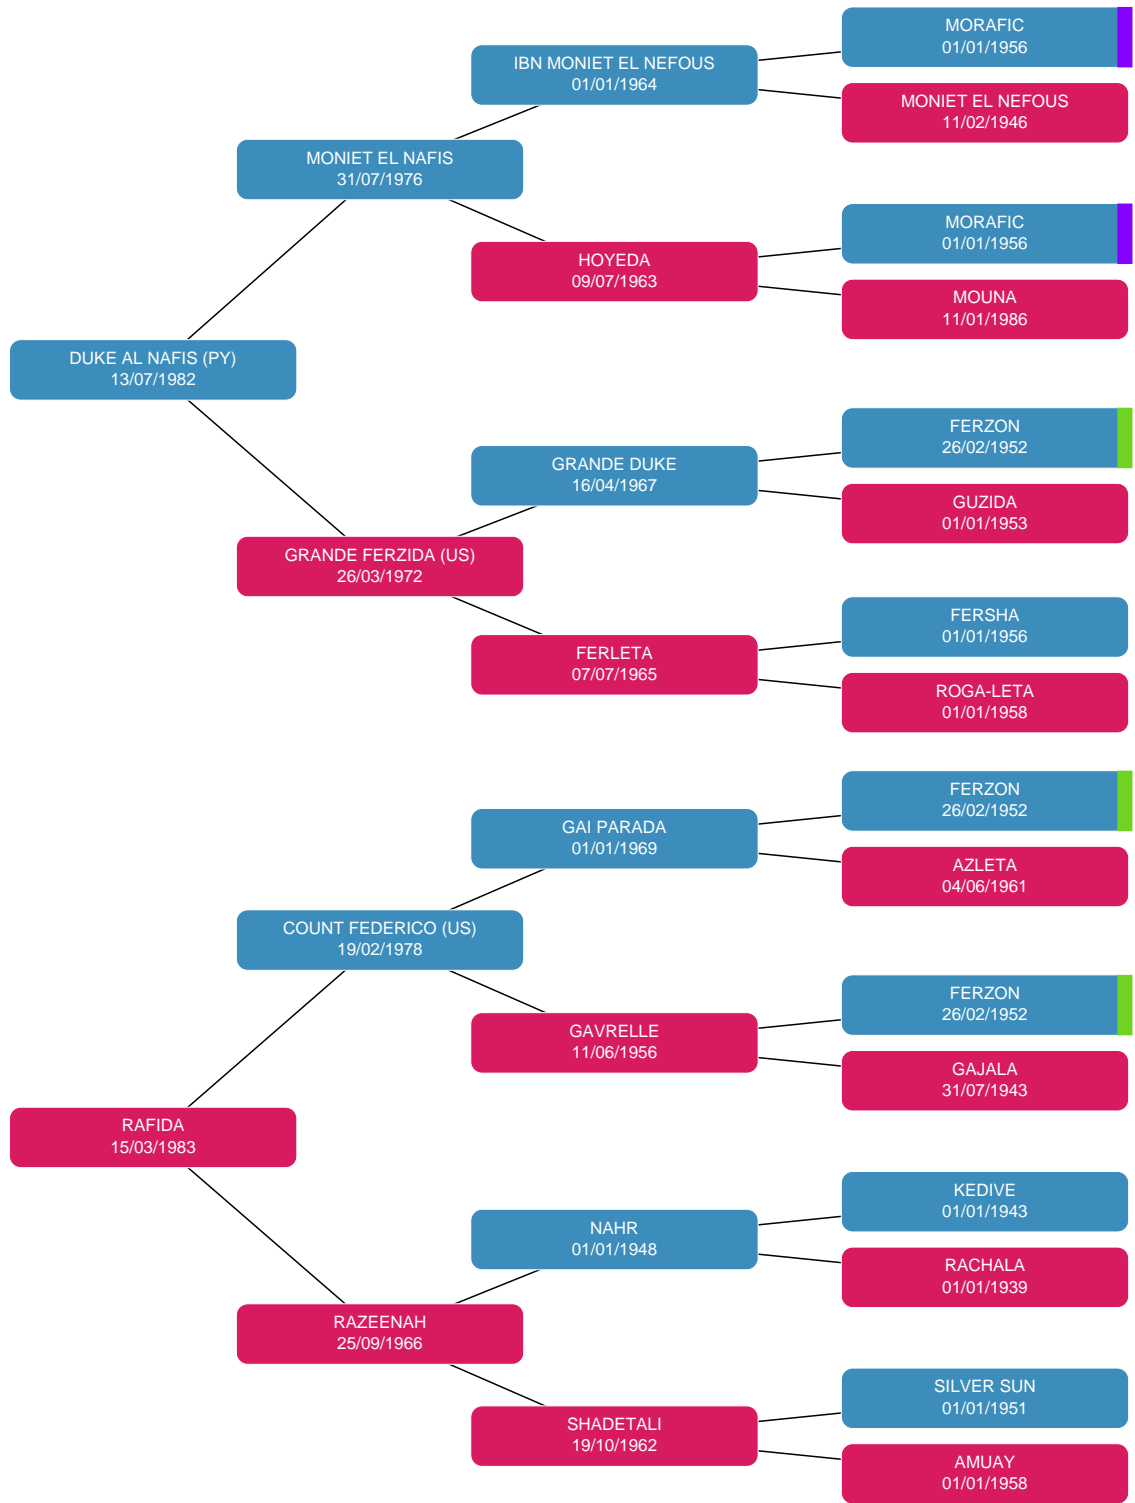 MORAFIC
01/01/1956
IBN MONIET EL NEFOUS
01/01/1964
MONIET EL NEFOUS
11/02/1946
MONIET EL NAFIS
31/07/1976
MORAFIC
01/01/1956
HOYEDA
09/07/1963
MOUNA
11/01/1986
DUKE AL NAFIS (PY)
13/07/1982
FERZON
26/02/1952
GRANDE DUKE
16/04/1967
GUZIDA
01/01/1953
GRANDE FERZIDA (US)
26/03/1972
FERSHA
01/01/1956
FERLETA
07/07/1965
ROGA-LETA
01/01/1958
FERZON
26/02/1952
GAI PARADA
01/01/1969
AZLETA
04/06/1961
COUNT FEDERICO (US)
19/02/1978
FERZON
26/02/1952
GAVRELLE
11/06/1956
GAJALA
31/07/1943
RAFIDA
15/03/1983
KEDIVE
01/01/1943
NAHR
01/01/1948
RACHALA
01/01/1939
RAZEENAH
25/09/1966
SILVER SUN
01/01/1951
SHADETALI
19/10/1962
AMUAY
01/01/1958